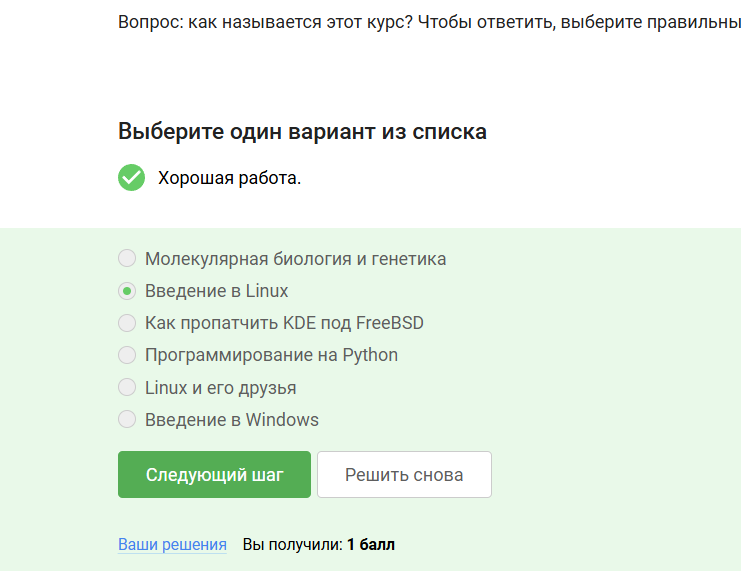 Вопрос: как называется этот курс? Чтобы ответить, выберите правильны
Выберите один вариант из списка
Хорошая работа.
Молекулярная биология и генетика
Введение в Linux
Как пропатчить KDE под FreeBSD
Программирование на Python
Linux и его друзья
Введение в Windows
Следующий шаг Решить снова
Ваши решения Вы получили: 1 балл